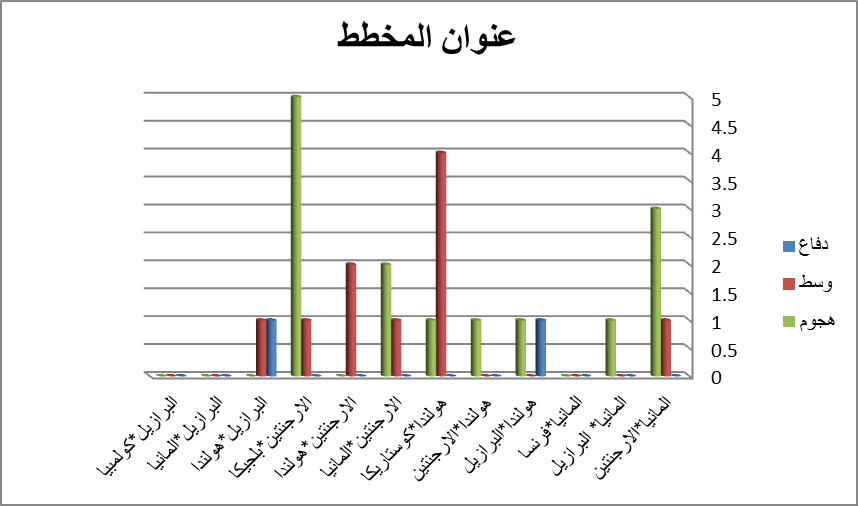 عنوان المخطط
5
4.5
4
3.5
3
2.5
2
1.5
1
0.5
0
دفاع
وسط
هجوم
المانيا*الارجنتين
المانيا* البرازيل
المانيا*فرنسا
هولندا*البرازيل
هولندا*الارجنتين
هولندا*كوستاريكا
الارجنتين*المانيا
الارجنتين*هولندا
الارجنتين*بلجيكا
البرازيل*هولندا
البرازيل*المانيا
البرازيل*كولمبيا